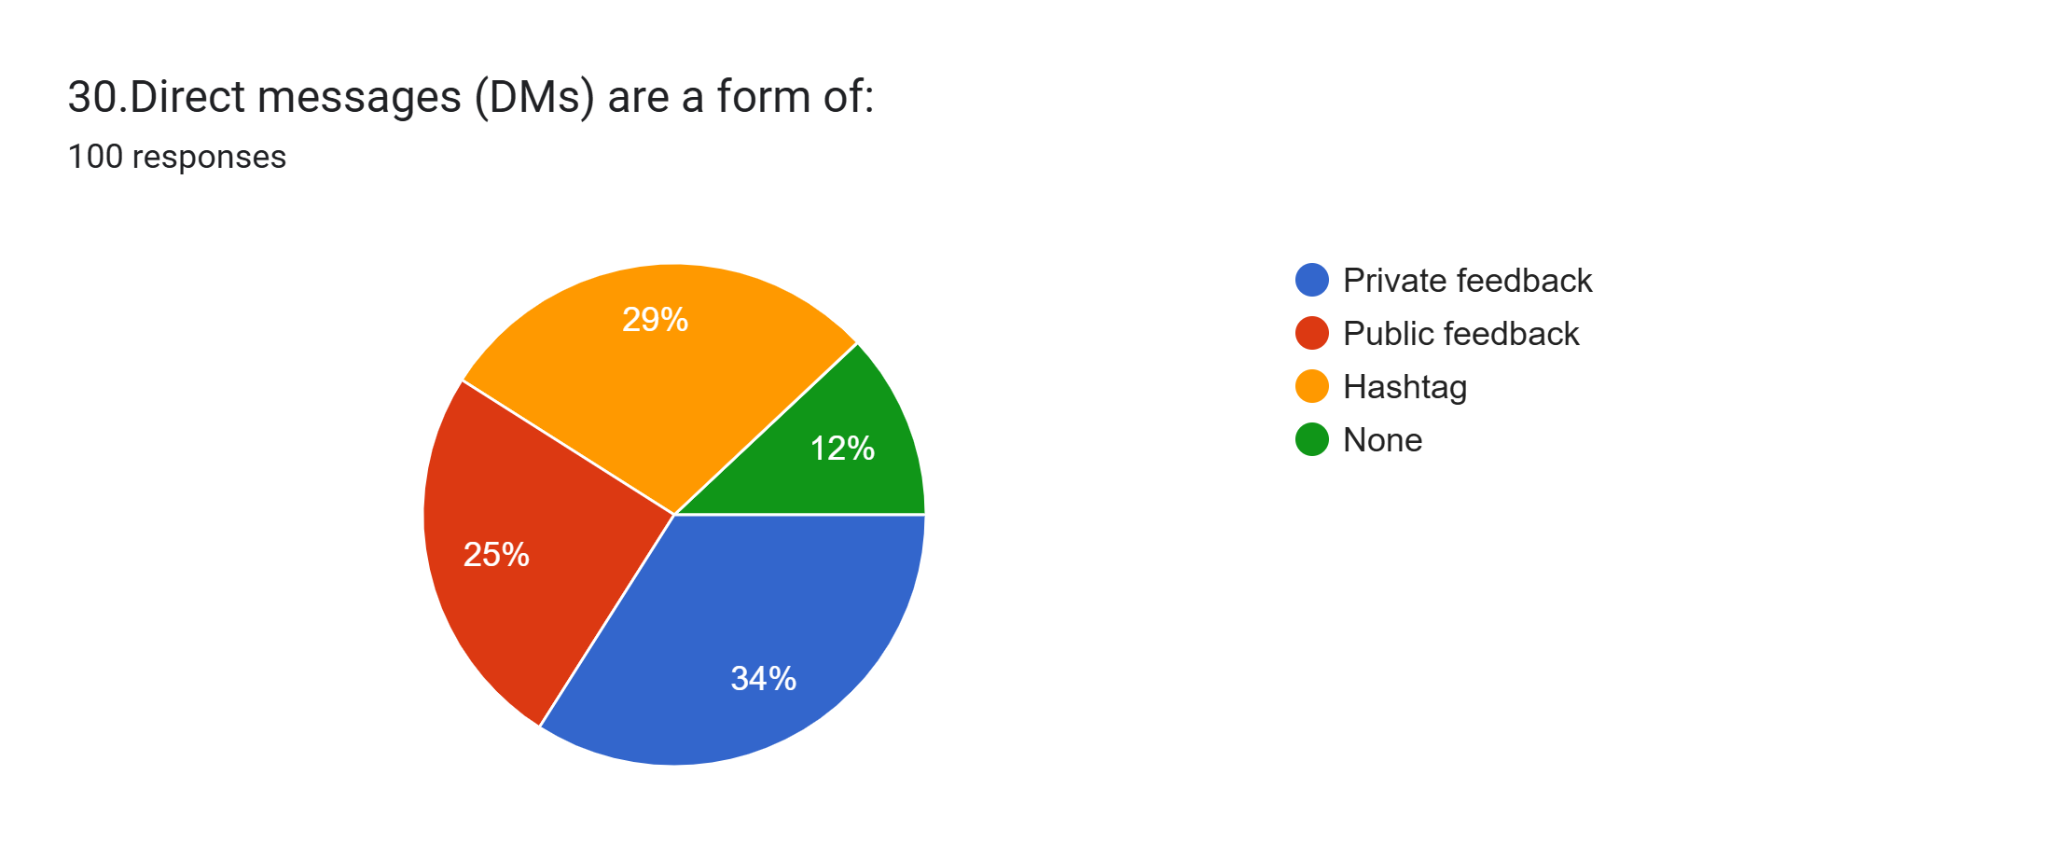 30.Direct messages (DMs) are a form of:
100 responses
29%
12%
25%
34%
Private feedback
Public feedback
Hashtag
None